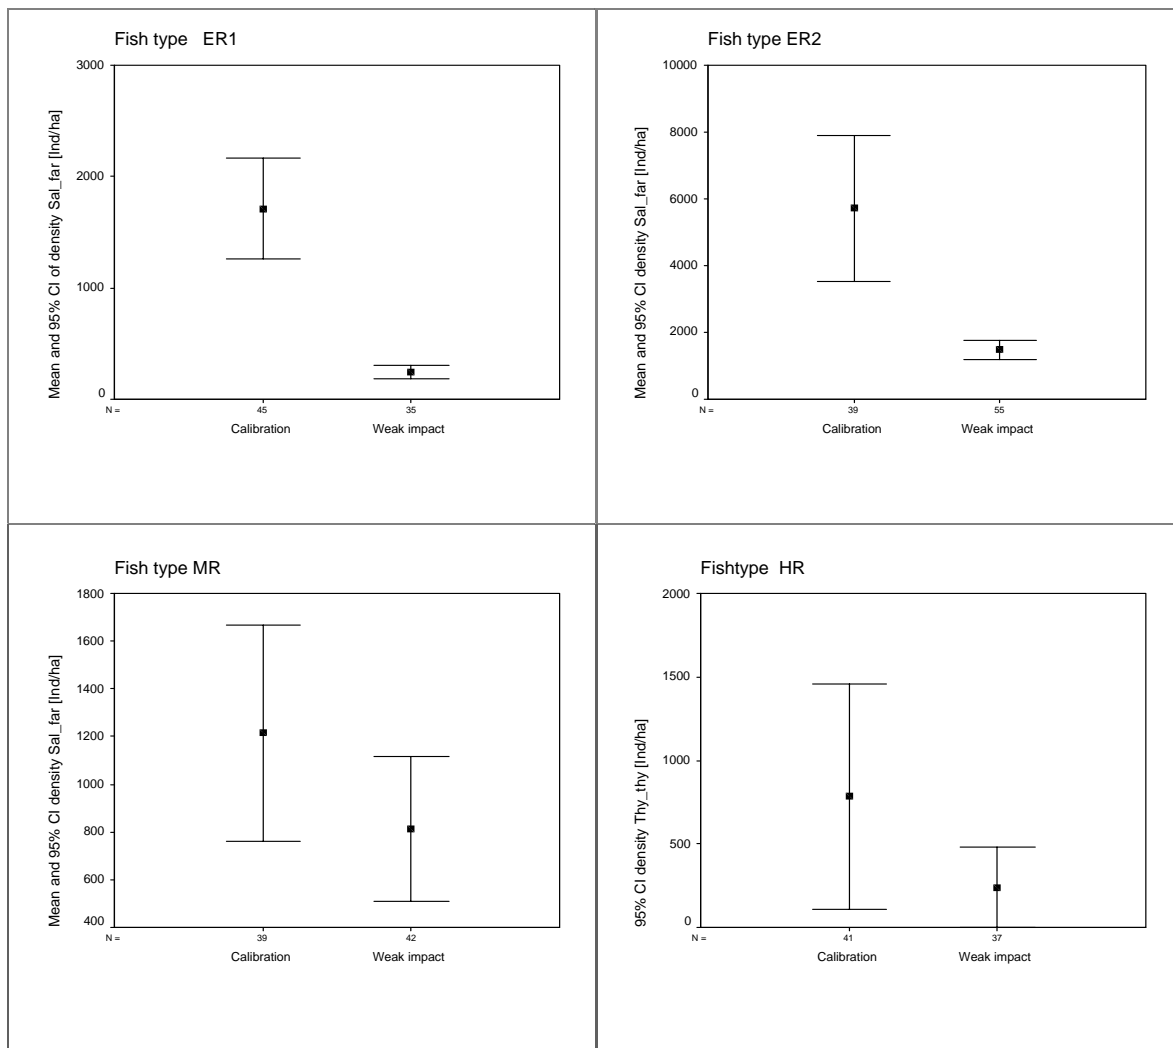 Fish type ER1
Mean and 95% CI of density Sal_far [Ind/ha]
3000
2000
1000
0
N =
45
35
Calibration
Weak impact
Fish type ER2
Mean and 95% CI density Sal_far [Ind/ha]
10000
8000
6000
4000
2000
0
N =
39
55
Calibration
Weak impact
Fish type MR
Mean and 95% CI density Sal_far [Ind/ha]
1800
1600
1400
1200
1000
800
600
400
N =
39
42
Calibration
Weak impact
Fishtype HR
95% CI density Thy_thy [Ind/ha]
2000
1500
1000
500
0
N =
41
37
Calibration
Weak impact